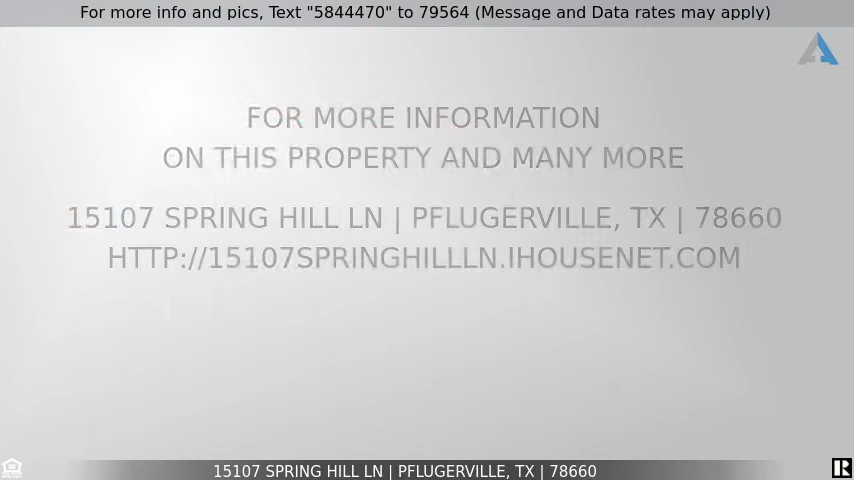 For more info and pics, Text "5844470" to 79564 (Message and Data rates may apply)
FOR MORE INFORMATION
ON THIS PROPERTY AND MANY MORE
15107 SPRING HILL LN | PFLUGERVILLE, TX | 78660
HTTP://15107SPRINGHILLLN.IHOUSENET.COM
15107 SPRING HILL LN | PFLUGERVILLE, TX | 78660